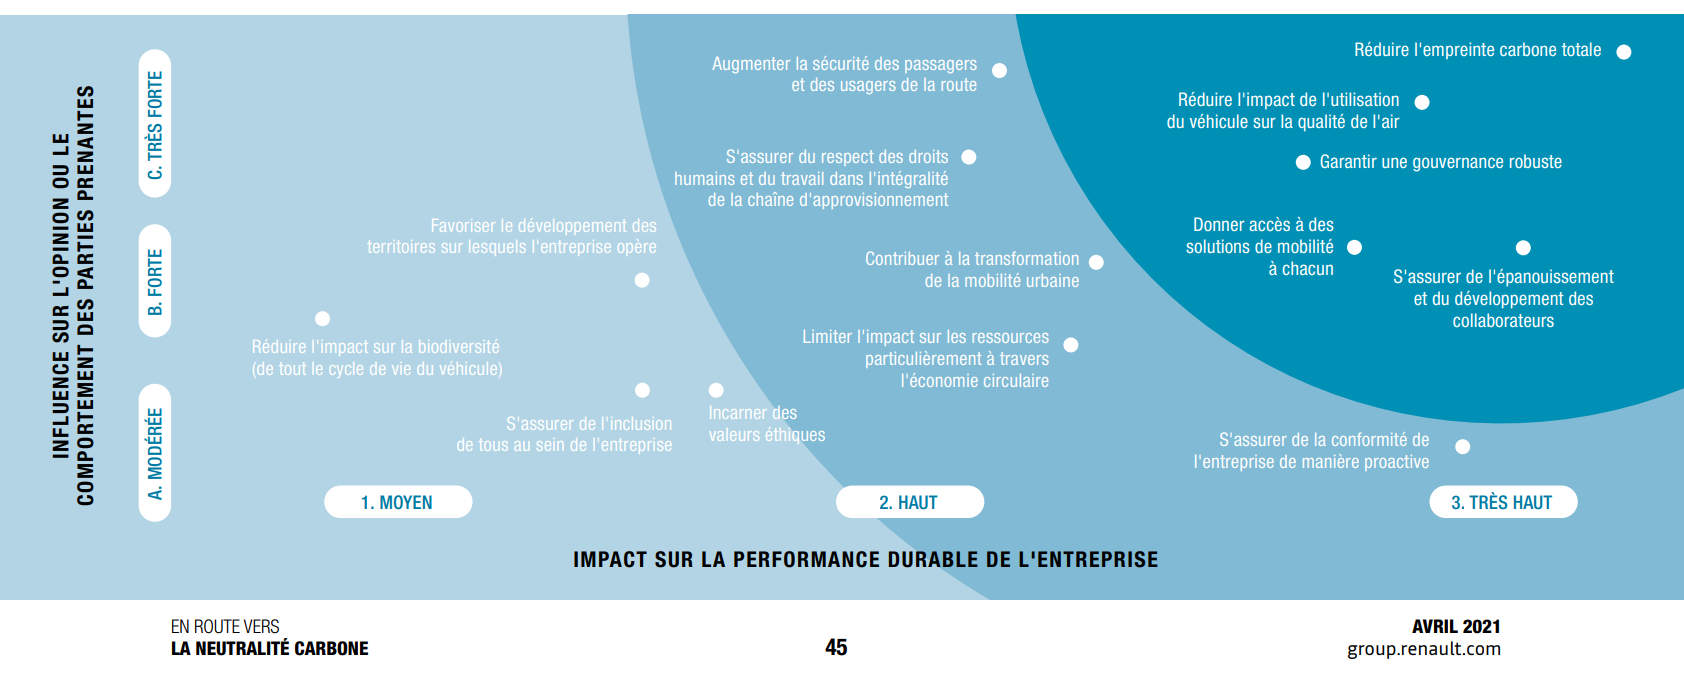 INFLUENCE SUR L'OPINION OU LE
COMPORTEMENT DES PARTIES PRENANTES
C. TRÈS FORTE
B. FORTE
A. MODÉRÉE
Réduire l'empreinte carbone totale
Augmenter la sécurité des passagers
et des usagers de la route
Réduire l'impact de l'utilisation
du véhicule sur la qualité de l'air
S'assurer du respect des droits
humains et du travail dans l'intégralité
de la chaîne d'approvisionnement
Garantir une gouvernance robuste
Favoriser le développement des
territoires sur lesquels l'entreprise opère
Contribuer à la transformation
de la mobilité urbaine
Donner accès à des
solutions de mobilité
à chacun
S'assurer de l'épanouissement
et du développement des
collaborateurs
Réduire l'impact sur la biodiversité
(de tout le cycle de vie du véhicule)
Limiter l'impact sur les ressources
particulièrement à travers
l'économie circulaire
S'assurer de l'inclusion
de tous au sein de l'entreprise
Incarner des
valeurs éthiques
S'assurer de la conformité de
l'entreprise de manière proactive
1. MOYEN
2. HAUT
3. TRÈS HAUT
IMPACT SUR LA PERFORMANCE DURABLE DE L'ENTREPRISE
EN ROUTE VERS
LA NEUTRALITÉ CARBONE
45
AVRIL 2021
group.renault.com